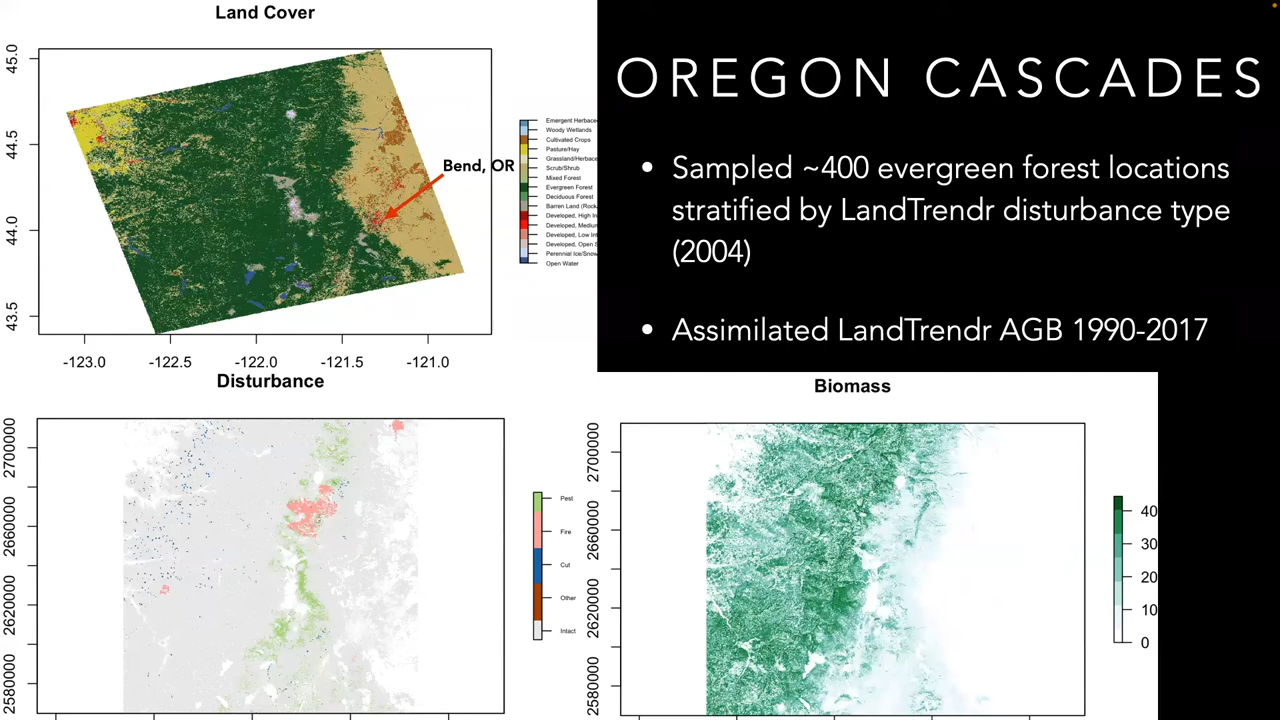 Land Cover
45.0
44.5
44.0
43.5
-123.0
-122.5
-122.0
-121.5
-121.0
Bend, OR
Emergent Herbace
Woody Wetlands
Cultivated Crops
Pasture/Hay
Grassland/Herbace
Scrub/Shrub
Mixed Forest
Evergreen Forest
Deciduous Forest
Barren Land (Rock
Developed, High In
Developed, Medium
Developed, Low Int
Developed, Open S
Perennial Ice/Snow
Open Water
OREGON CASCADES
• Sampled ~400 evergreen forest locations
stratified by LandTrendr disturbance type
(2004)
• Assimilated LandTrendr AGB 1990-2017
Disturbance
2700000
2660000
2620000
2580000
Pest
Fire
Cut
Other
Intact
Biomass
2700000
2660000
2620000
2580000
40
30
20
10
0